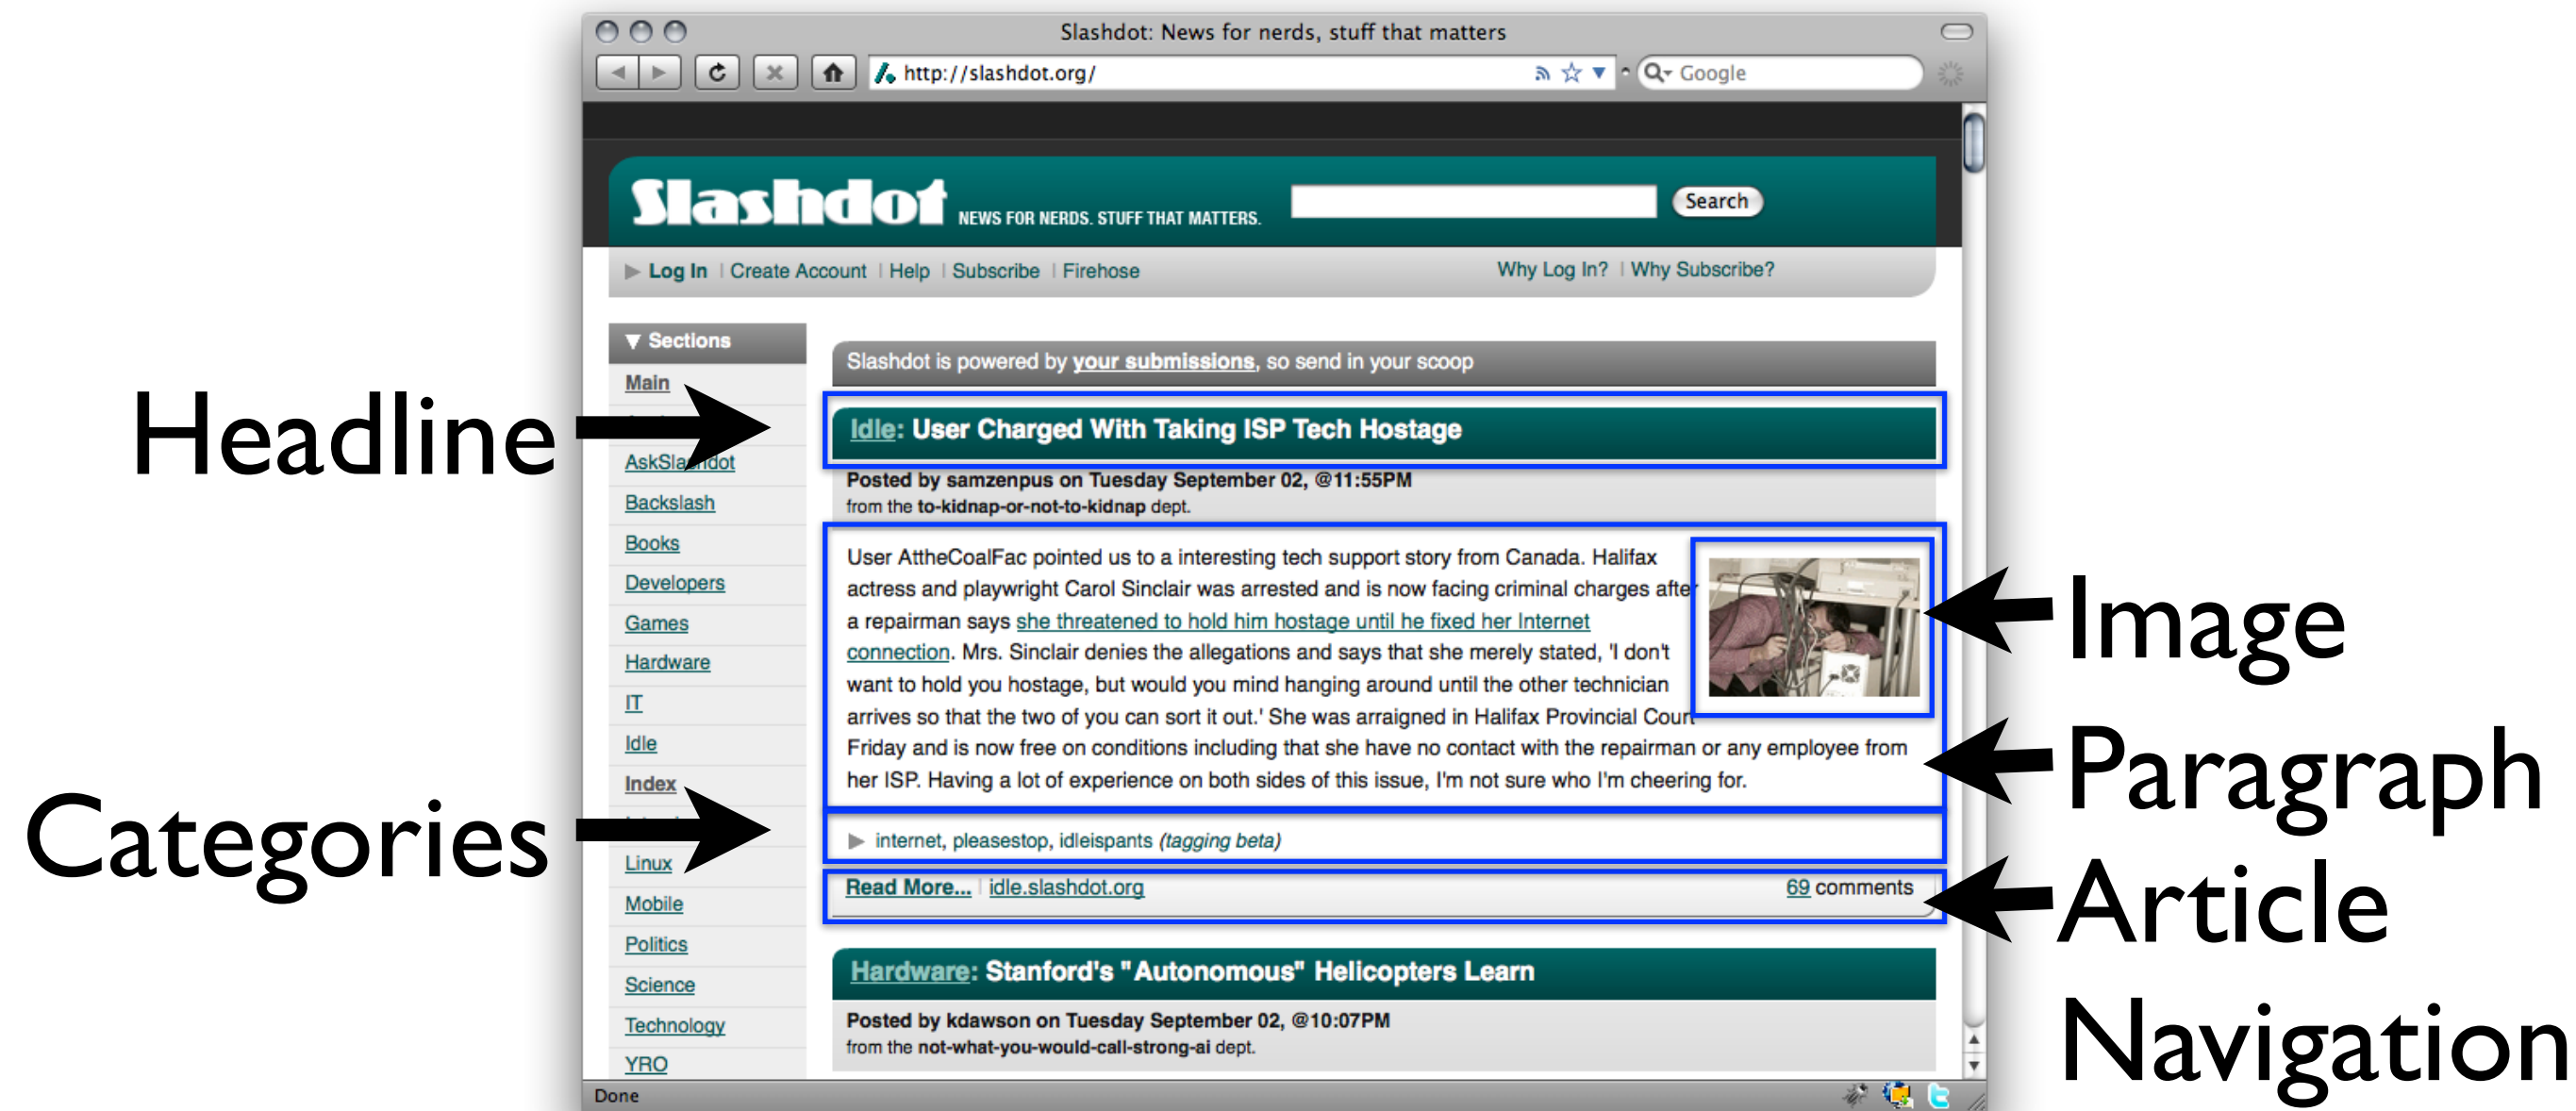 Slashdot: News for nerds, stuff that matters
http://slashdot.org/
Google
Slashdot
NEWS FOR NERDS. STUFF THAT MATTERS.
Search
Log In | Create Account | Help | Subscribe | Firehose
Why Log In? | Why Subscribe?
Sections
Main
AskSlashdot
Backslash
Books
Developers
Games
Hardware
IT
Idle
Index
Linux
Mobile
Politics
Science
Technology
YRO
Slashdot is powered by your submissions, so send in your scoop
Idle: User Charged With Taking ISP Tech Hostage
Posted by samzenpus on Tuesday September 02, @11:55PM
from the to-kidnap-or-not-to-kidnap dept.
User AttheCoalFac pointed us to a interesting tech support story from Canada. Halifax
actress and playwright Carol Sinclair was arrested and is now facing criminal charges after
a repairman says she threatened to hold him hostage until he fixed her Internet
connection. Mrs. Sinclair denies the allegations and says that she merely stated, 'I don't
want to hold you hostage, but would you mind hanging around until the other technician
arrives so that the two of you can sort it out.' She was arraigned in Halifax Provincial Court
Friday and is now free on conditions including that she have no contact with the repairman or any employee from
her ISP. Having a lot of experience on both sides of this issue, I'm not sure who I'm cheering for.
internet, pleasestop, idleispants (tagging beta)
Read More... | idle.slashdot.org
69 comments
Hardware: Stanford's "Autonomous" Helicopters Learn
Posted by kdawson on Tuesday September 02, @10:07PM
from the not-what-you-would-call-strong-ai dept.
Done
Headline
Categories
Image
Paragraph
Article
Navigation